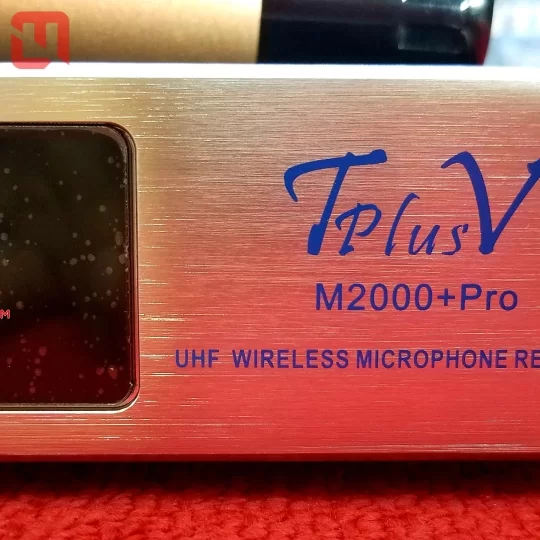 TPlusV
M2000+Pro
UHF WIRELESS MICROPHONE RE